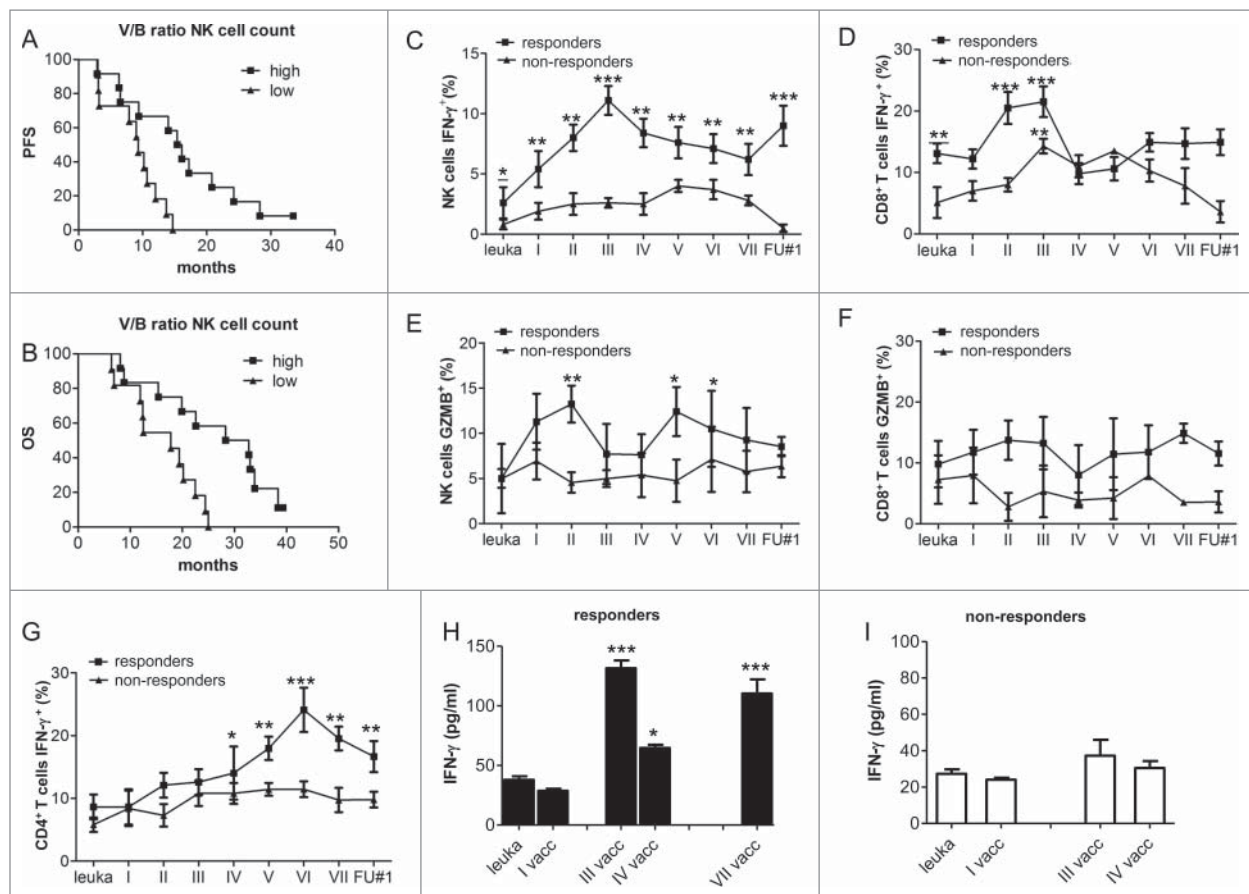 A
V/B ratio NK cell count
PFS
100
80
60
40
20
0
high
low
0 10 20 30 40
months
B
V/B ratio NK cell count
OS
100
80
60
40
20
0
high
low
0 10 20 30 40 50
months
C
responders
non-responders
NK cells IFN-γ+(%)
15
10
5
0
* ** ** *** ** ** ** ** ***
leuka I II III IV V VI VII FU#1
D
responders
non-responders
CD8+ T cells IFN-γ+ (%)
30
20
10
0
** *** ***
**
leuka I II III IV V VI VII FU#1
E
responders
non-responders
NK cells GZMB+ (%)
20
15
10
5
0
** * *
leuka I II III IV V VI VII FU#1
F
responders
non-responders
CD8+ T cells GZMB+ (%)
30
20
10
0
leuka I II III IV V VI VII FU#1
G
responders
non-responders
CD4+ T cells IFN-γ+ (%)
30
20
10
0
* ** *** ** **
leuka I II III IV V VI VII FU#1
H
responders
IFN-γ (pg/ml)
150
100
50
0
*** * ***
leuka I vacc III vacc IV vacc VII vacc
I
non-responders
IFN-γ (pg/ml)
100
80
60
40
20
0
leuka I vacc III vacc IV vacc